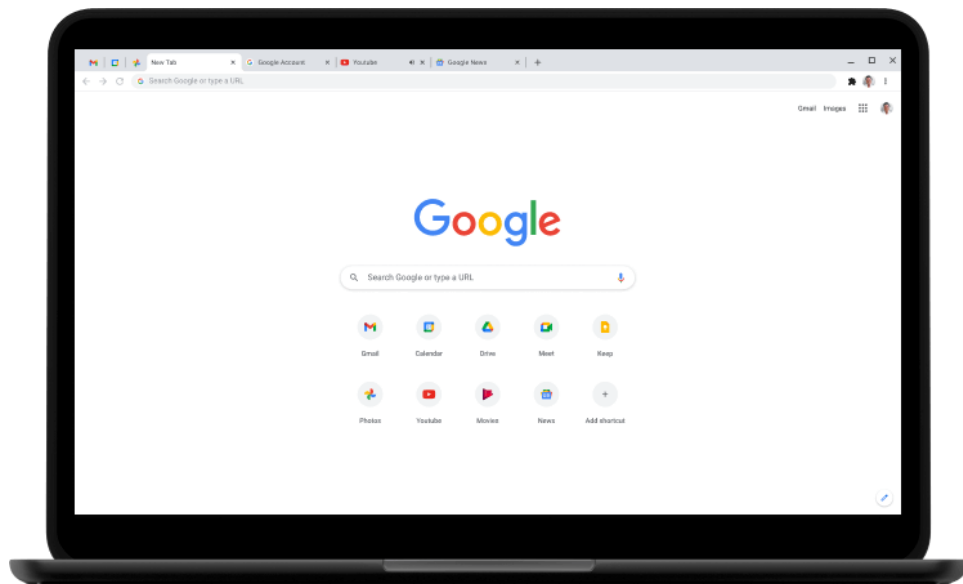 New Tab
Google Account
Youtube
Google News
Search Google or type a URL
Gmail Images
Google
Search Google or type a URL
Gmail Calendar Drive Meet Keep
Photos Youtube Movies News Add shortcut